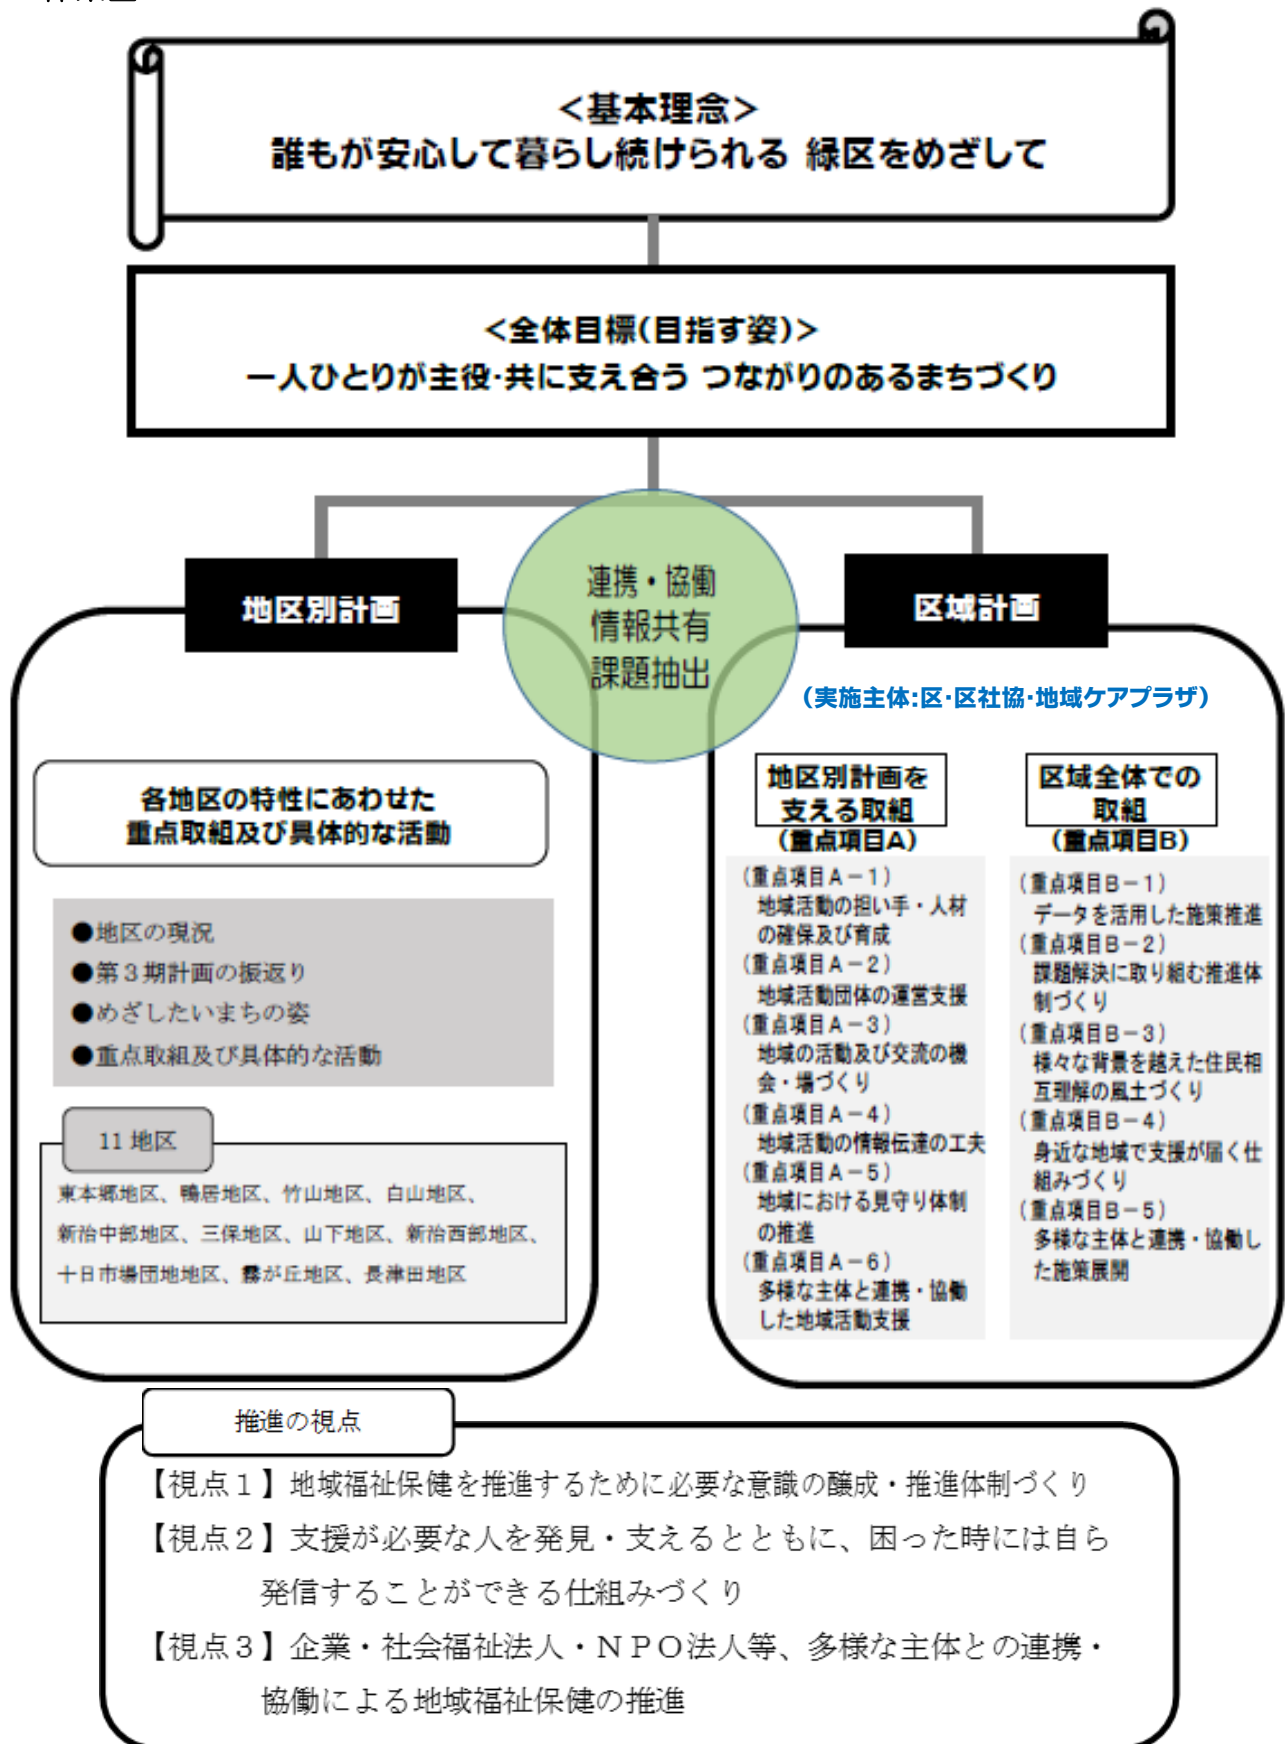 <基本理念>
誰もが安心して暮らし続けられる 緑区をめざして
<全体目標(目指す姿)>
一人ひとりが主役・共に支え合う つながりのあるまちづくり
連携・協働
情報共有
課題抽出
地区別計画
各地区の特性にあわせた
重点取組及び具体的な活動
●地区の現況
●第３期計画の振返り
●めざしたいまちの姿
●重点取組及び具体的な活動
11 地区
東本郷地区、鴨居地区、竹山地区、白山地区、
新治中部地区、三保地区、山下地区、新治西部地区、
十日市場団地地区、霧が丘地区、長津田地区
区域計画
（実施主体:区・区社協・地域ケアプラザ）
地区別計画を
支える取組
（重点項目A）
（重点項目Ａ－１）
地域活動の担い手・人材
の確保及び育成
（重点項目Ａ－２）
地域活動団体の運営支援
（重点項目Ａ－３）
地域の活動及び交流の機
会・場づくり
（重点項目Ａ－４）
地域活動の情報伝達の工夫
（重点項目Ａ－５）
地域における見守り体制
の推進
（重点項目Ａ－６）
多様な主体と連携・協働
した地域活動支援
区域全体での
取組
（重点項目B）
（重点項目Ｂ－１）
データを活用した施策推進
（重点項目Ｂ－２）
課題解決に取り組む推進体
制づくり
（重点項目Ｂ－３）
様々な背景を越えた住民相
互理解の風土づくり
（重点項目Ｂ－４）
身近な地域で支援が届く仕
組みづくり
（重点項目Ｂ－５）
多様な主体と連携・協働し
た施策展開
推進の視点
【視点１】地域福祉保健を推進するために必要な意識の醸成・推進体制づくり
【視点２】支援が必要な人を発見・支えるとともに、困った時には自ら
発信することができる仕組みづくり
【視点３】企業・社会福祉法人・ＮＰＯ法人等、多様な主体との連携・
協働による地域福祉保健の推進